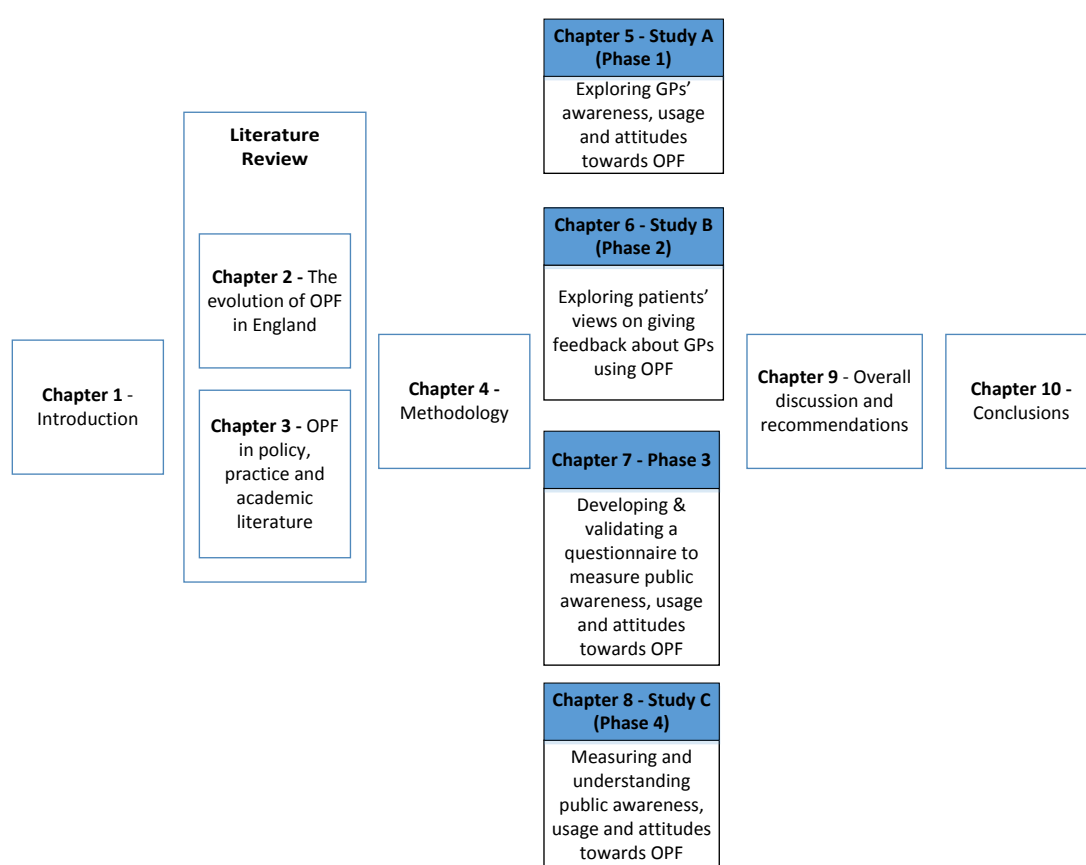 Chapter 1 -
Introduction
Literature
Review
Chapter 2 - The
evolution of OPF
in England
Chapter 3 - OPF
in policy,
practice and
academic
literature
Chapter 4 -
Methodology
Chapter 5 - Study A
(Phase 1)
Exploring GPs’
awareness, usage
and attitudes
towards OPF
Chapter 6 - Study B
(Phase 2)
Exploring patients’
views on giving
feedback about GPs
using OPF
Chapter 7 - Phase 3
Developing &
validating a
questionnaire to
measure public
awareness, usage
and attitudes
towards OPF
Chapter 8 - Study C
(Phase 4)
Measuring and
understanding
public awareness,
usage and attitudes
towards OPF
Chapter 9 - Overall
discussion and
recommendations
Chapter 10 -
Conclusions